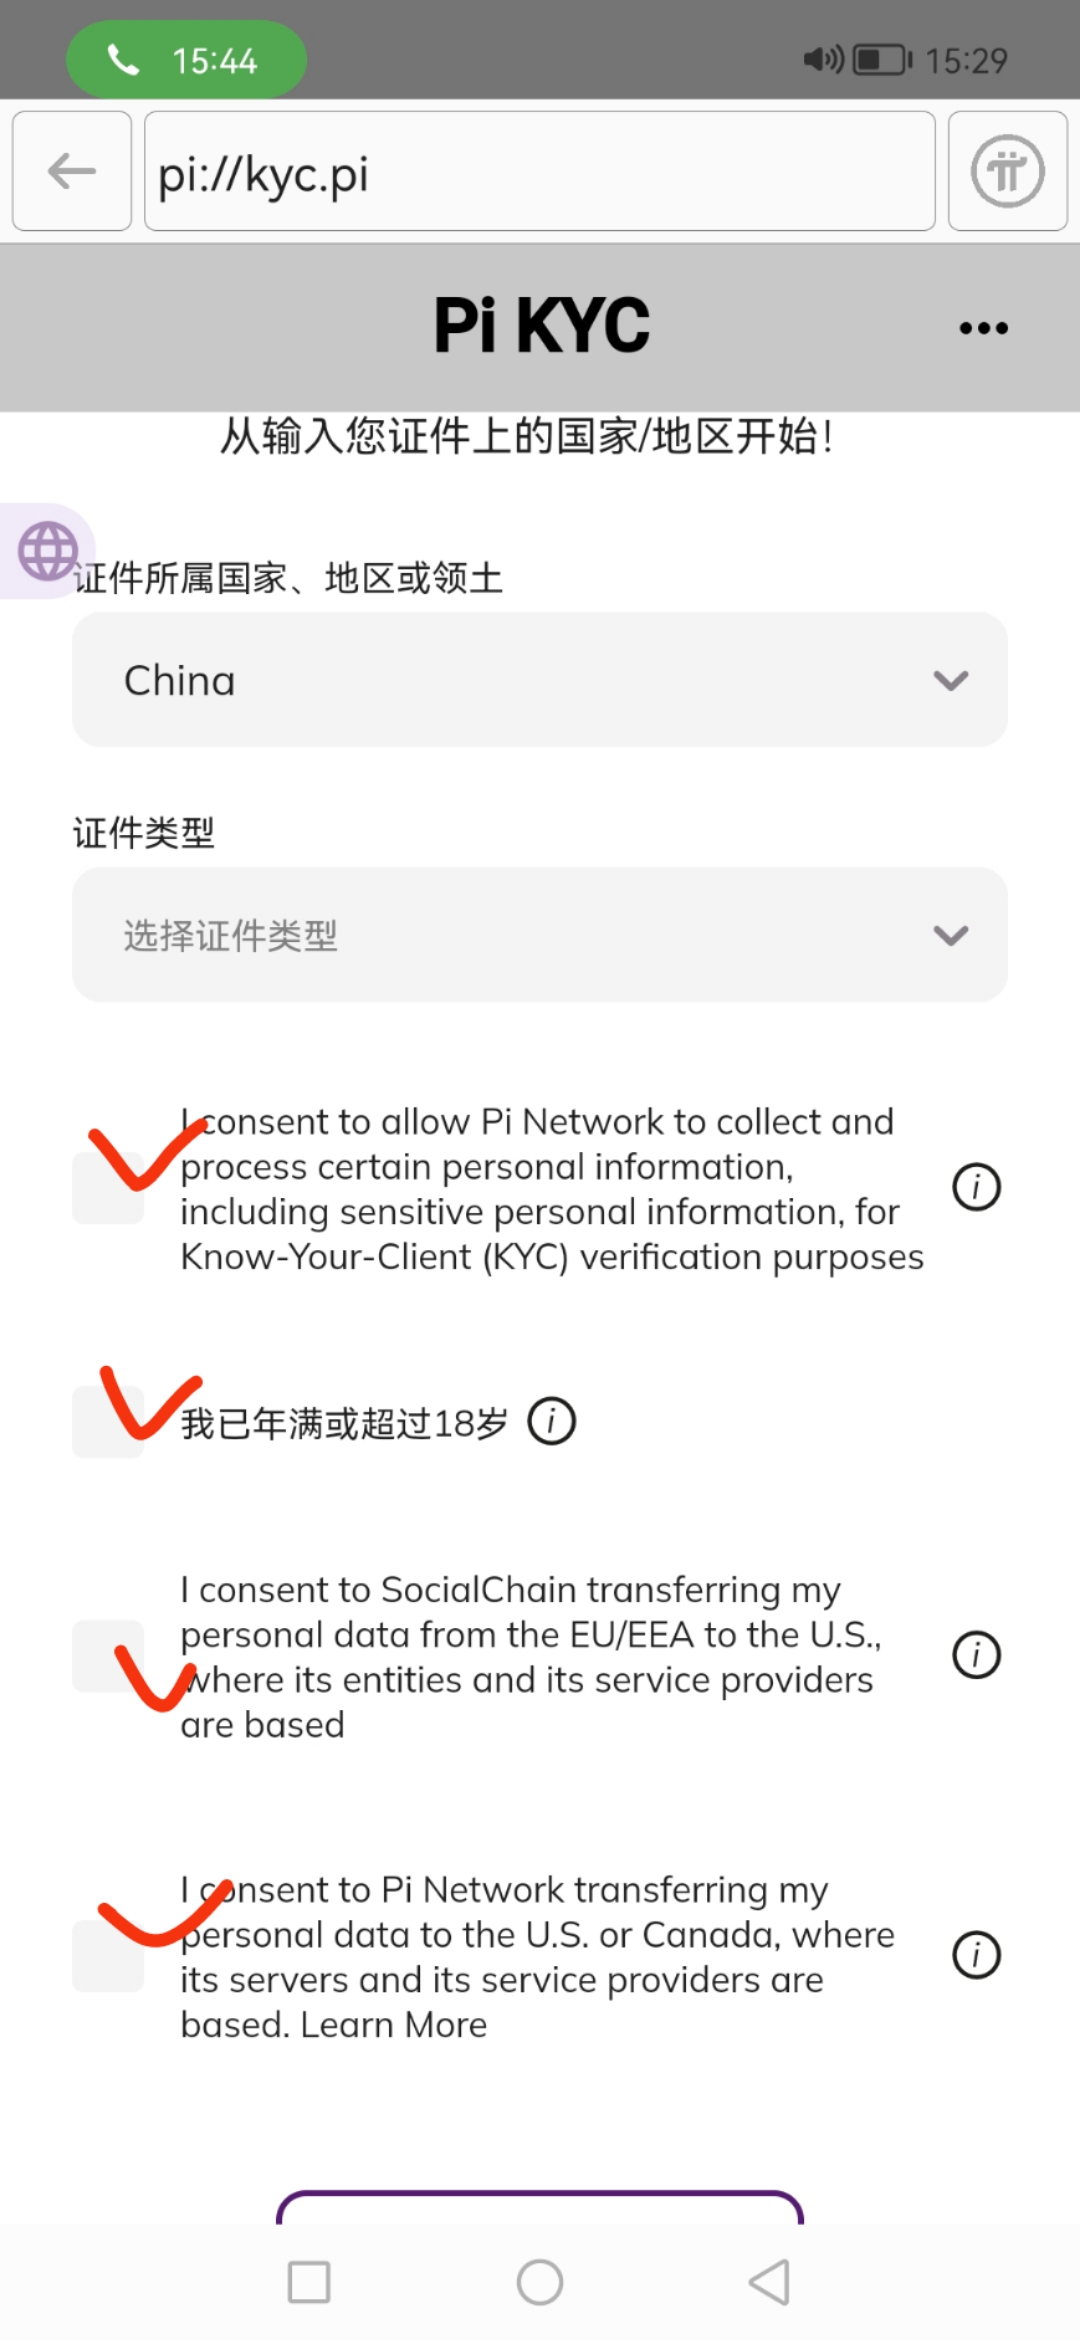 15:44
15:29
pi://kyc.pi
Pi KYC
从输入您证件上的国家/地区开始！
证件所属国家、地区或领土
China
证件类型
选择证件类型
I consent to allow Pi Network to collect and
process certain personal information,
including sensitive personal information, for
Know-Your-Client (KYC) verification purposes
我已年满或超过18岁
I consent to SocialChain transferring my
personal data from the EU/EEA to the U.S.,
where its entities and its service providers
are based
I consent to Pi Network transferring my
personal data to the U.S. or Canada, where
its servers and its service providers are
based. Learn More